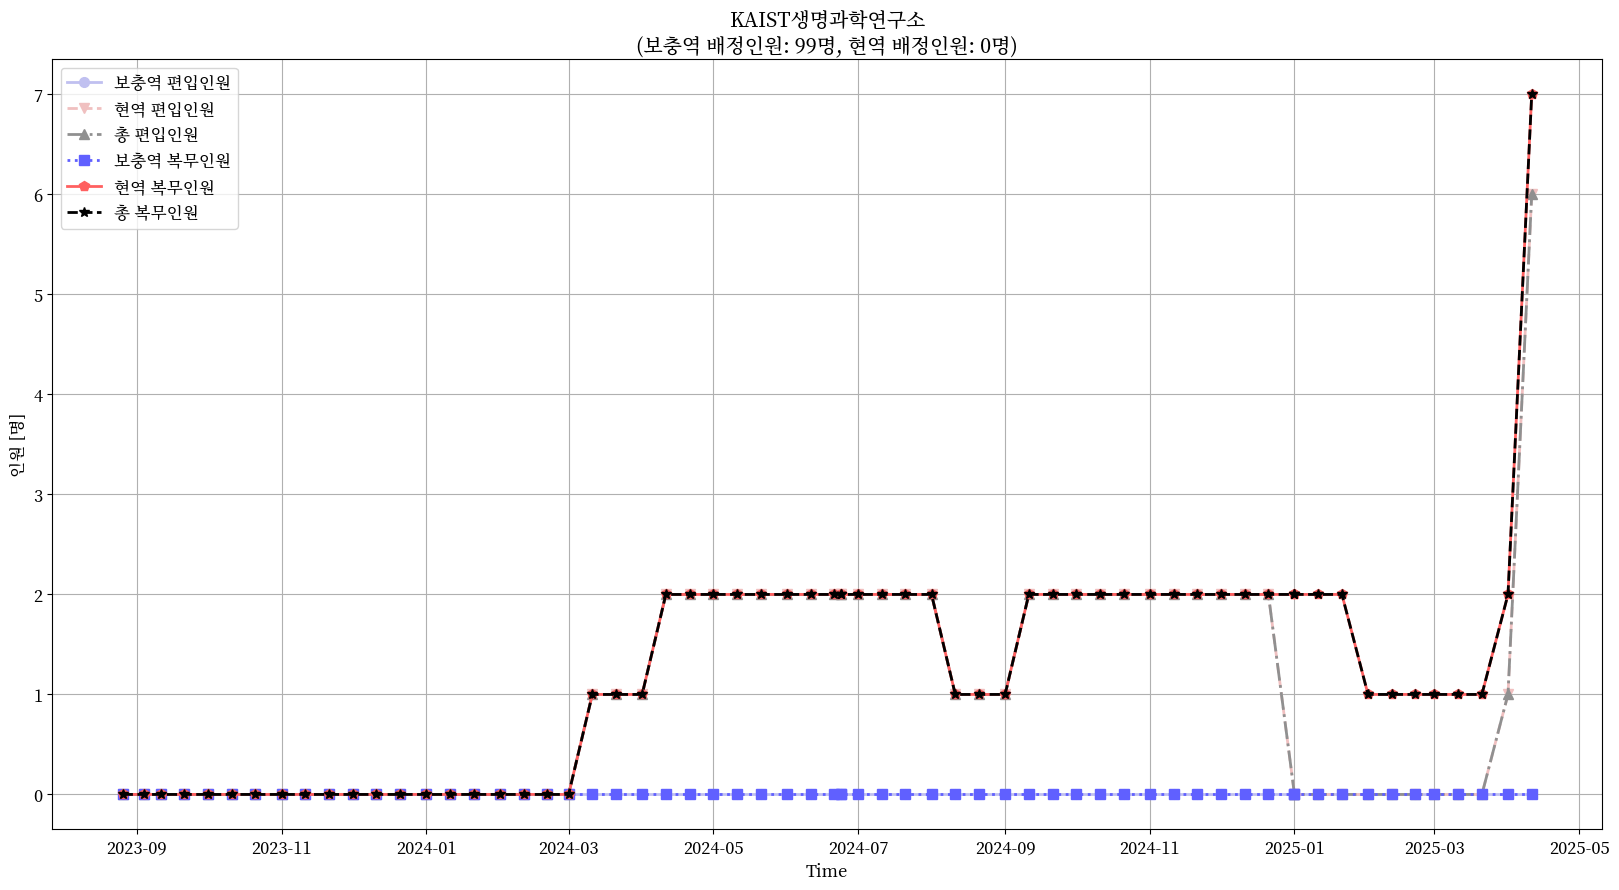 KAIST생명과학연구소
(보충역 배정인원: 99명, 현역 배정인원: 0명)
보충역 편입인원
현역 편입인원
총 편입인원
보충역 복무인원
현역 복무인원
총 복무인원
7
6
5
4
3
2
1
0
인원 [명]
2023-09
2023-11
2024-01
2024-03
2024-05
2024-07
2024-09
2024-11
2025-01
2025-03
2025-05
Time